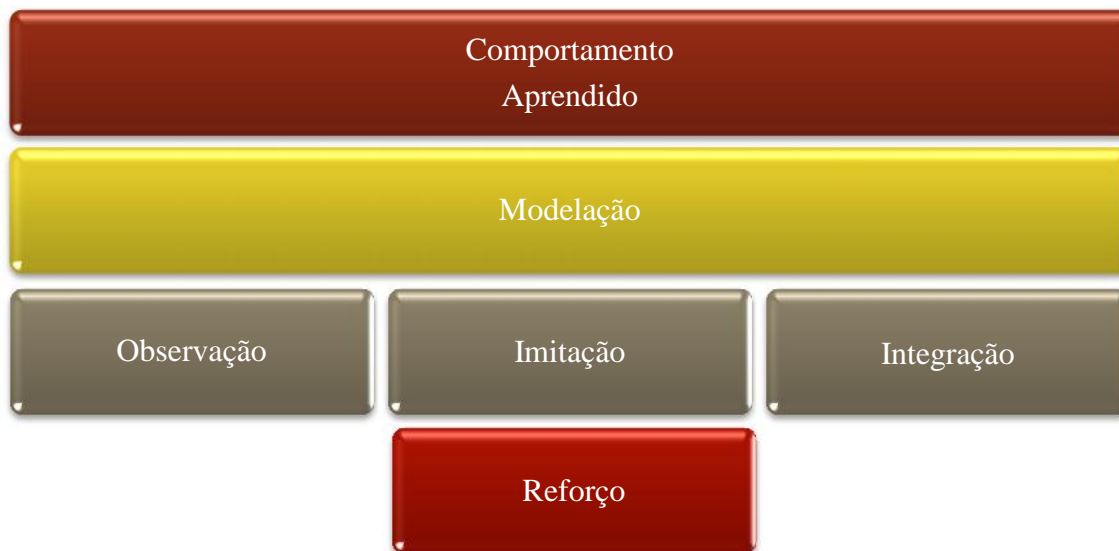 Comportamento
Aprendido
Modelação
Observação
Imitação
Integração
Reforço